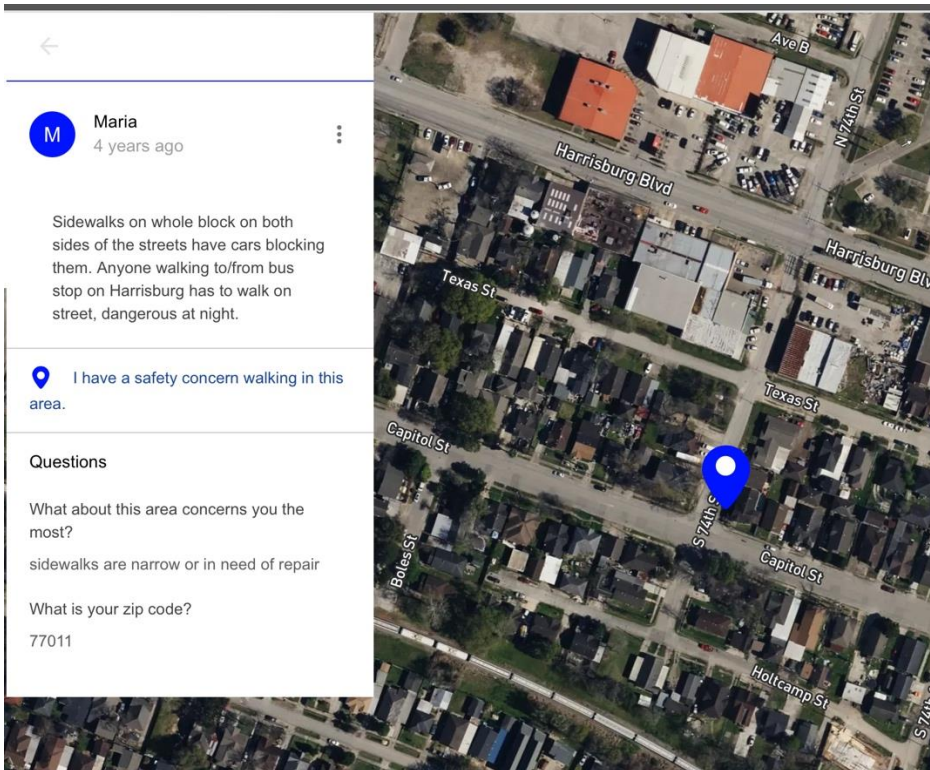 M
Maria
4 years ago
Sidewalks on whole block on both
sides of the streets have cars blocking
them. Anyone walking to/from bus
stop on Harrisburg has to walk on
street, dangerous at night.
I have a safety concern walking in this
area.
Questions
What about this area concerns you the
most?
sidewalks are narrow or in need of repair
What is your zip code?
77011
Ave B
N 74th St
Harrisburg Blvd
Harrisburg Blv
Texas St
Texas St
Capitol St
S 74th S
Boles St
Capitol St
Holtcamp St
S 74th